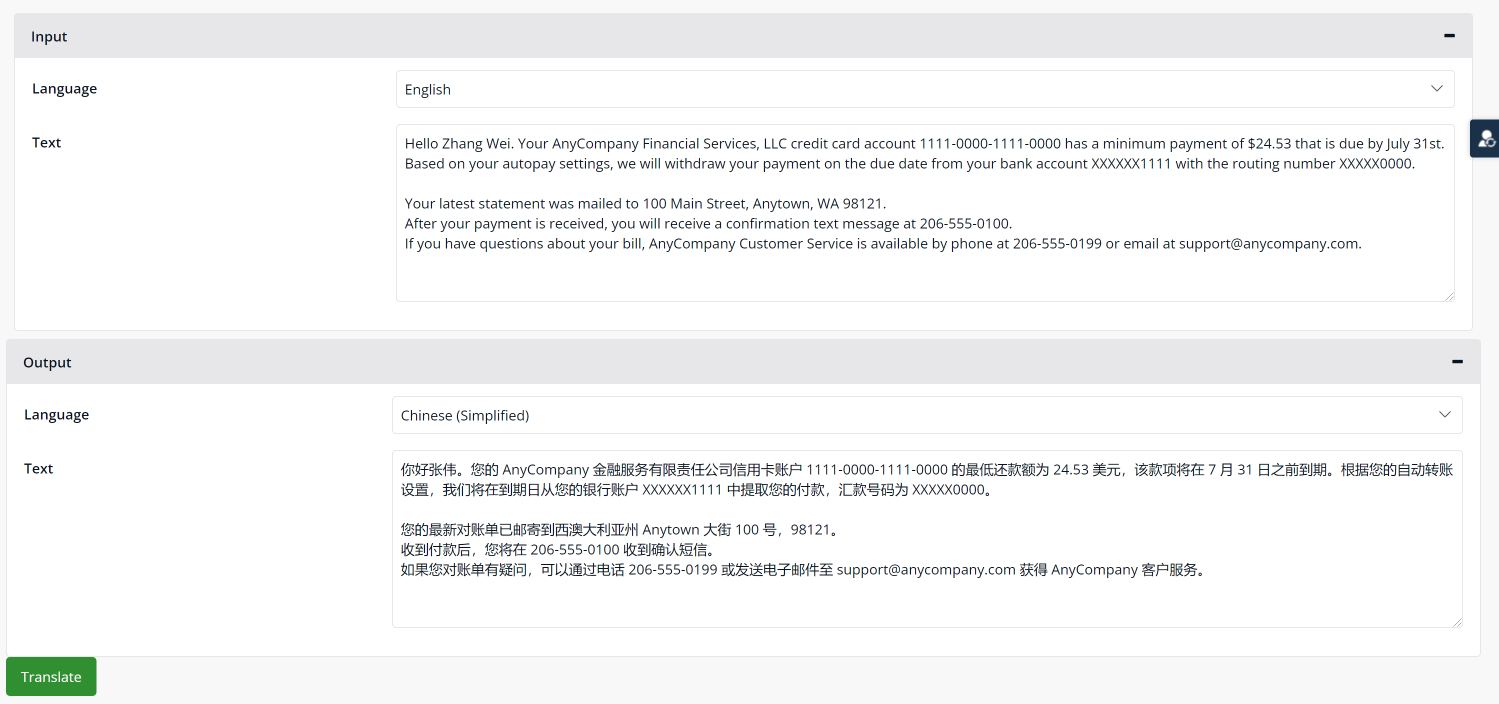 Input
Language
English
Text
Hello Zhang Wei. Your AnyCompany Financial Services, LLC credit card account 1111-0000-1111-0000 has a minimum payment of $24.53 that is due by July 31st.
Based on your autopay settings, we will withdraw your payment on the due date from your bank account XXXXXX1111 with the routing number XXXXX0000.
Your latest statement was mailed to 100 Main Street, Anytown, WA 98121.
After your payment is received, you will receive a confirmation text message at 206-555-0100.
If you have questions about your bill, AnyCompany Customer Service is available by phone at 206-555-0199 or email at support@anycompany.com.
Output
Language
Chinese (Simplified)
Text
你好张伟。您的 AnyCompany 金融服务有限责任公司信用卡账户 1111-0000-1111-0000 的最低还款额为 24.53 美元，该款项将在 7 月 31 日之前到期。根据您的自动转账
设置，我们将在到期日从您的银行账户 XXXXXX1111 中提取您的付款，汇款号码为 XXXXX0000。
您的最新对账单已邮寄到西澳大利亚州 Anytown 大街 100 号，98121。
收到付款后，您将在 206-555-0100 收到确认短信。
如果您对账单有疑问，可以通过电话 206-555-0199 或发送电子邮件至 support@anycompany.com 获得 AnyCompany 客户服务。
Translate